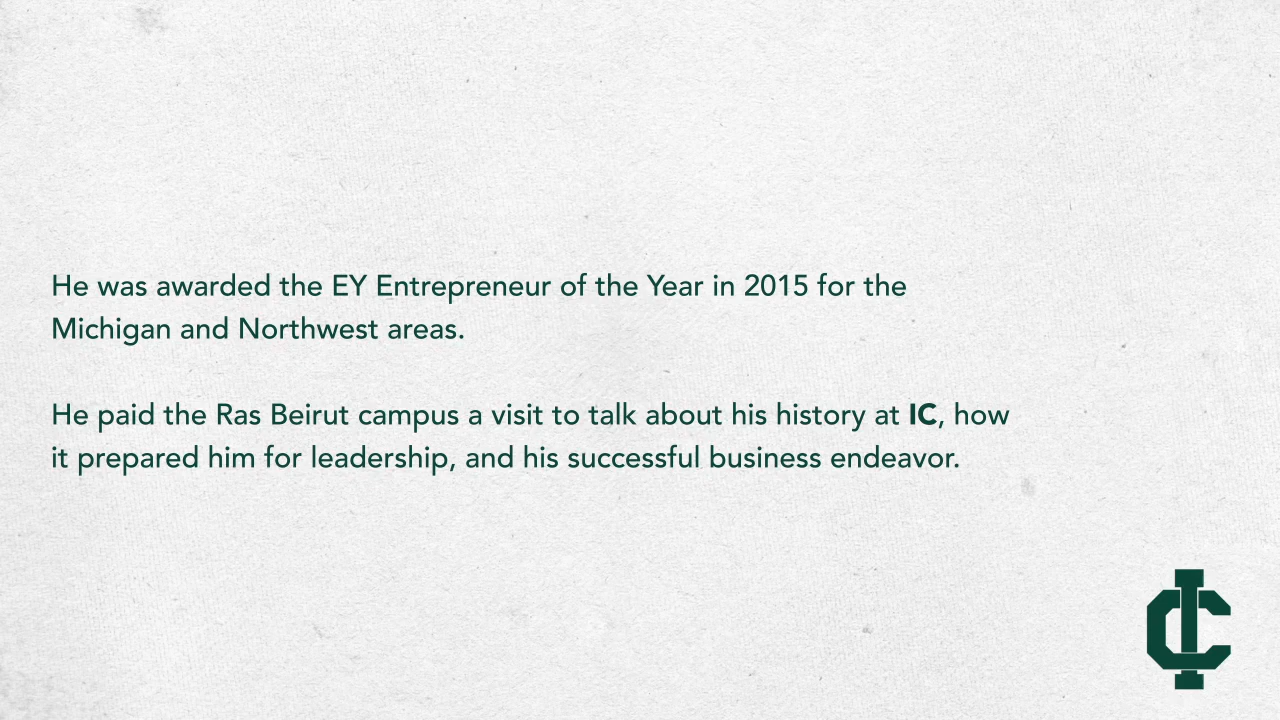 He was awarded the EY Entrepreneur of the Year in 2015 for the
Michigan and Northwest areas.
He paid the Ras Beirut campus a visit to talk about his history at IC, how
it prepared him for leadership, and his successful business endeavor.
IC